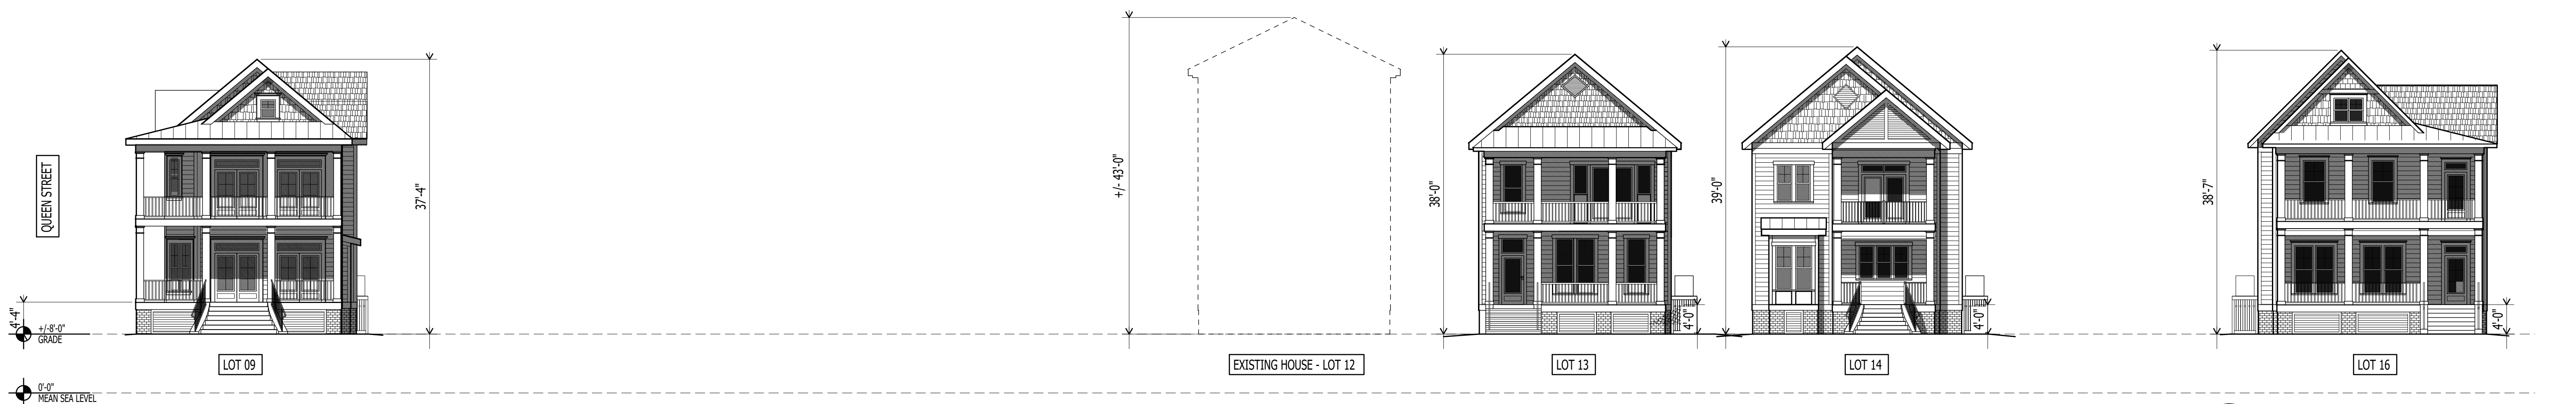 QUEEN STREET
4'-4"
+/-8'-0"
GRADE
0'-0"
MEAN SEA LEVEL
37'-4"
LOT 09
+/- 43'-0"
EXISTING HOUSE - LOT 12
38'-0"
4'-0"
LOT 13
39'-0"
4'-0"
LOT 14
38'-7"
4'-0"
LOT 16